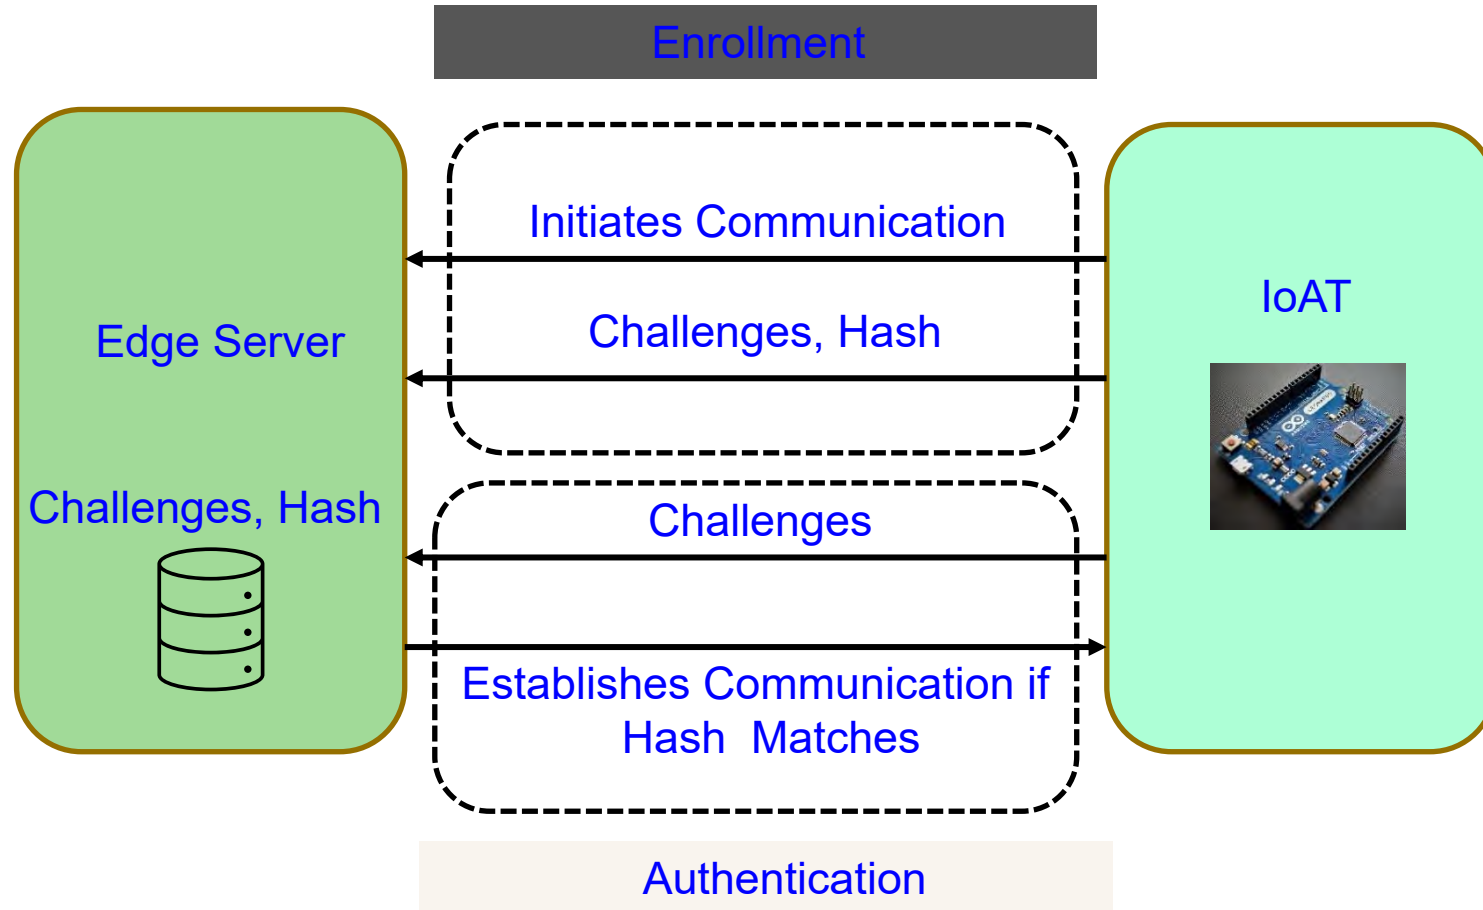 Enrollment
Initiates Communication
Challenges, Hash
Edge Server
Challenges, Hash
IoAT
Challenges
Establishes Communication if
Hash Matches
Authentication